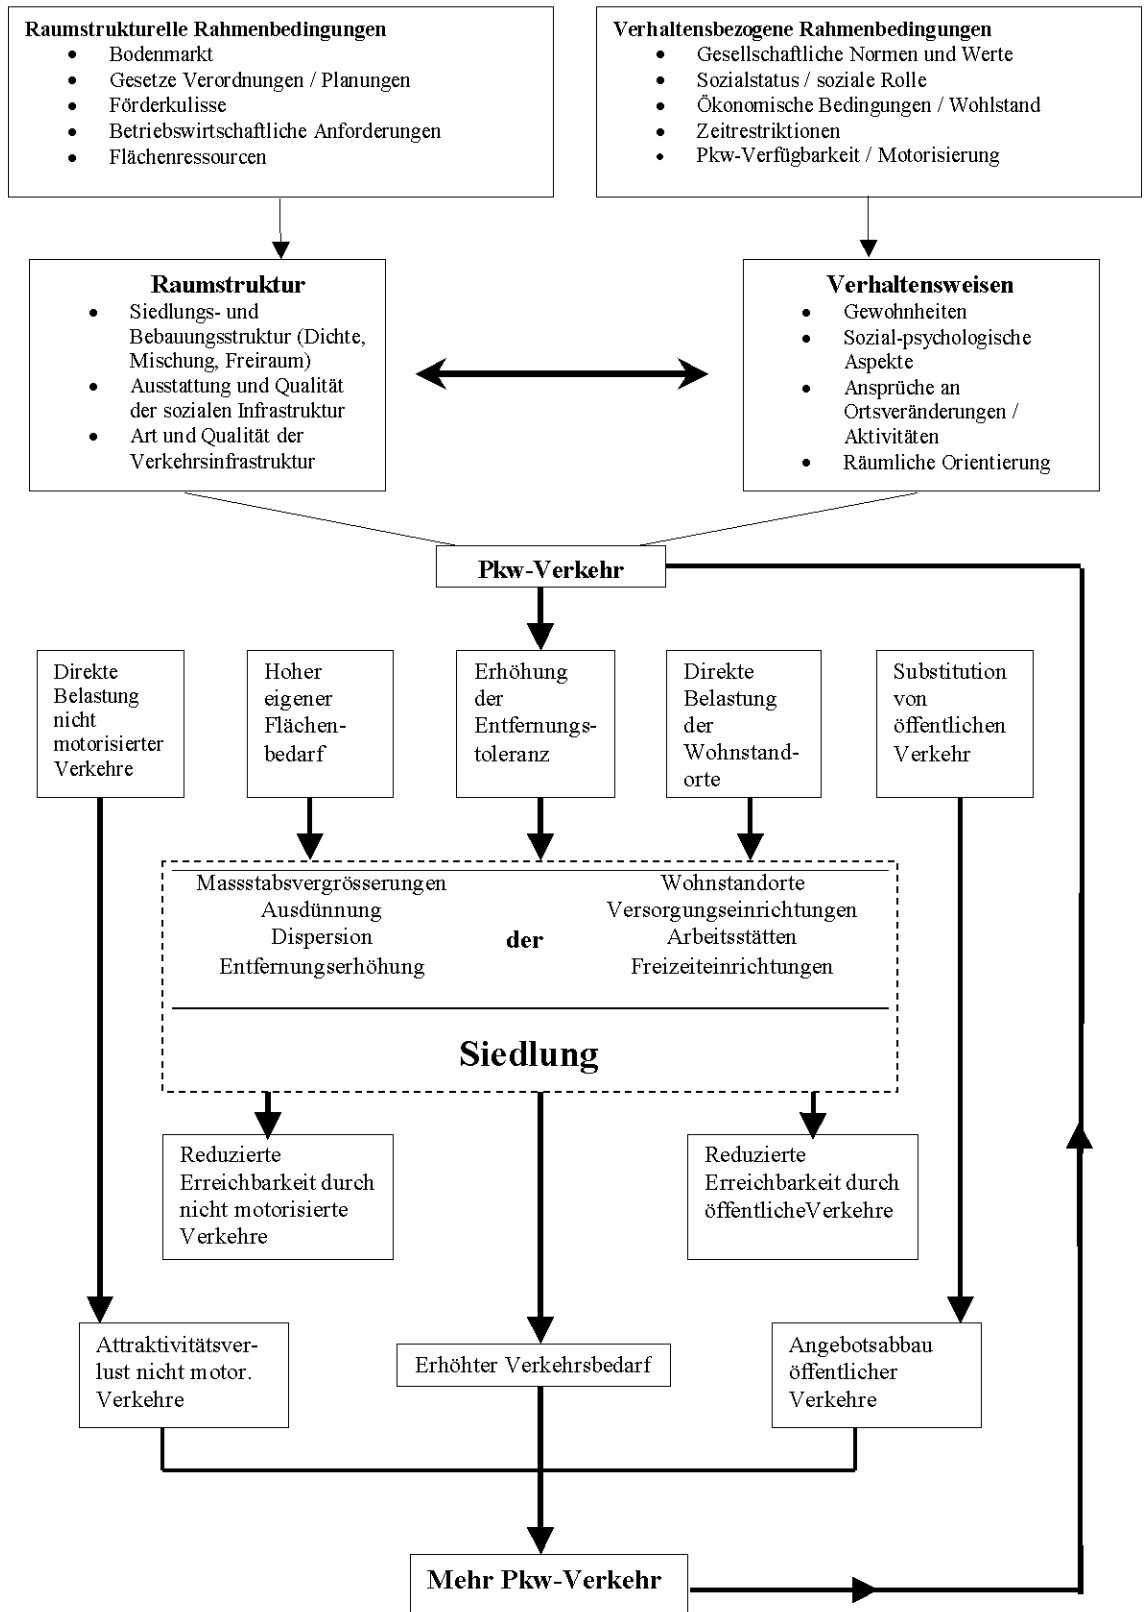 Raumstrukturelle Rahmenbedingungen
• Bodenmarkt
• Gesetze Verordnungen / Planungen
• Förderkulisse
• Betriebswirtschaftliche Anforderungen
• Flächenressourcen
Verhaltensbezogene Rahmenbedingungen
• Gesellschaftliche Normen und Werte
• Sozialstatus / soziale Rolle
• Ökonomische Bedingungen / Wohlstand
• Zeitrestriktionen
• Pkw-Verfügbarkeit / Motorisierung
Raumstruktur
• Siedlungs- und
Bebauungsstruktur (Dichte,
Mischung, Freiraum)
• Ausstattung und Qualität
der sozialen Infrastruktur
• Art und Qualität der
Verkehrsinfrastruktur
Verhaltensweisen
• Gewohnheiten
• Sozial-psychologische
Aspekte
• Ansprüche an
Ortsveränderungen /
Aktivitäten
• Räumliche Orientierung
Pkw-Verkehr
Direkte
Belastung
nicht
motorisierter
Verkehre
Hoher
eigener
Flächen-
bedarf
Erhöhung
der
Entfernungs-
toleranz
Direkte
Belastung
der
Wohnstand-
orte
Substitution
von
öffentlichen
Verkehr
Massstabsvergrösserungen
Ausdünnung
Dispersion
Entfernungserhöhung
der
Wohnstandorte
Versorgungseinrichtungen
Arbeitsstätten
Freizeiteinrichtungen
Siedlung
Reduzierte
Erreichbarkeit durch
nicht motorisierte
Verkehre
Reduzierte
Erreichbarkeit durch
öffentlicheVerkehre
Attraktivitätsver-
lust nicht motor.
Verkehre
Erhöhter Verkehrsbedarf
Angebotsabbau
öffentlicher
Verkehre
Mehr Pkw-Verkehr